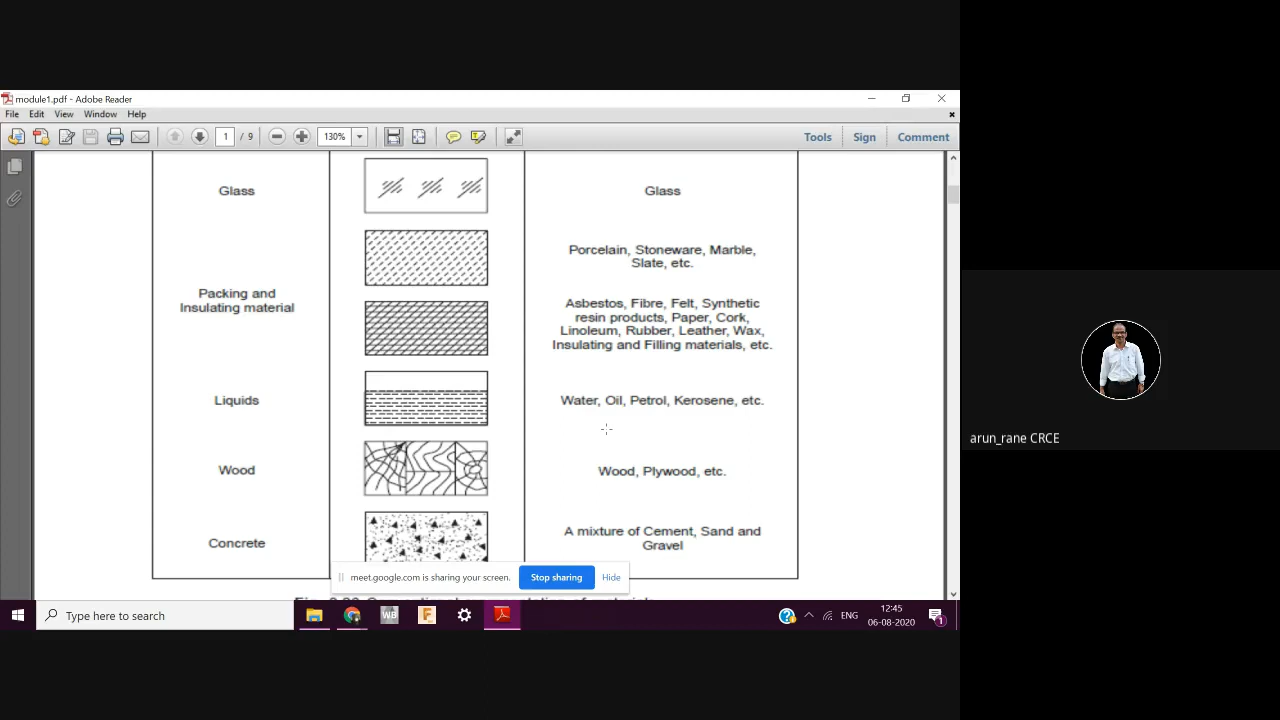 module1.pdf - Adobe Reader
File Edit View Window Help
1 / 9 130% Tools Sign Comment
Glass Glass
Porcelain, Stoneware, Marble,
Slate, etc.
Packing and
Insulating material
Asbestos, Fibre, Felt, Synthetic
resin products, Paper, Cork,
Linoleum, Rubber, Leather, Wax,
Insulating and Filling materials, etc.
Liquids Water, Oil, Petrol, Kerosene, etc.
arun_rane CRCE
Wood Wood, Plywood, etc.
Concrete
A mixture of Cement, Sand and
Gravel
meet.google.com is sharing your screen. Stop sharing Hide
Type here to search
WB F ENG
12:45
06-08-2020
1